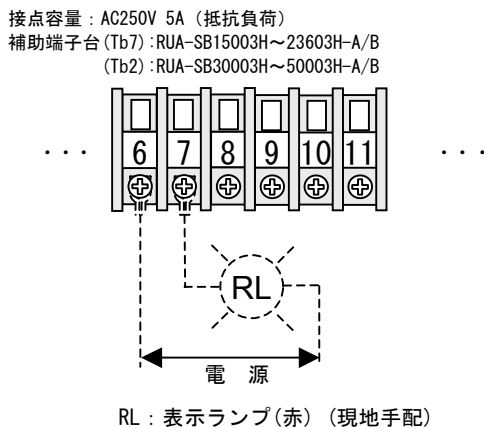 接点容量：AC250V 5A（抵抗負荷）
補助端子台(Tb7)：RUA-SB15003H～23603H-A/B
(Tb2)：RUA-SB30003H～50003H-A/B
･･･ 6 7 8 9 10 11 ･･･
RL
電 源
RL：表示ランプ(赤)（現地手配）